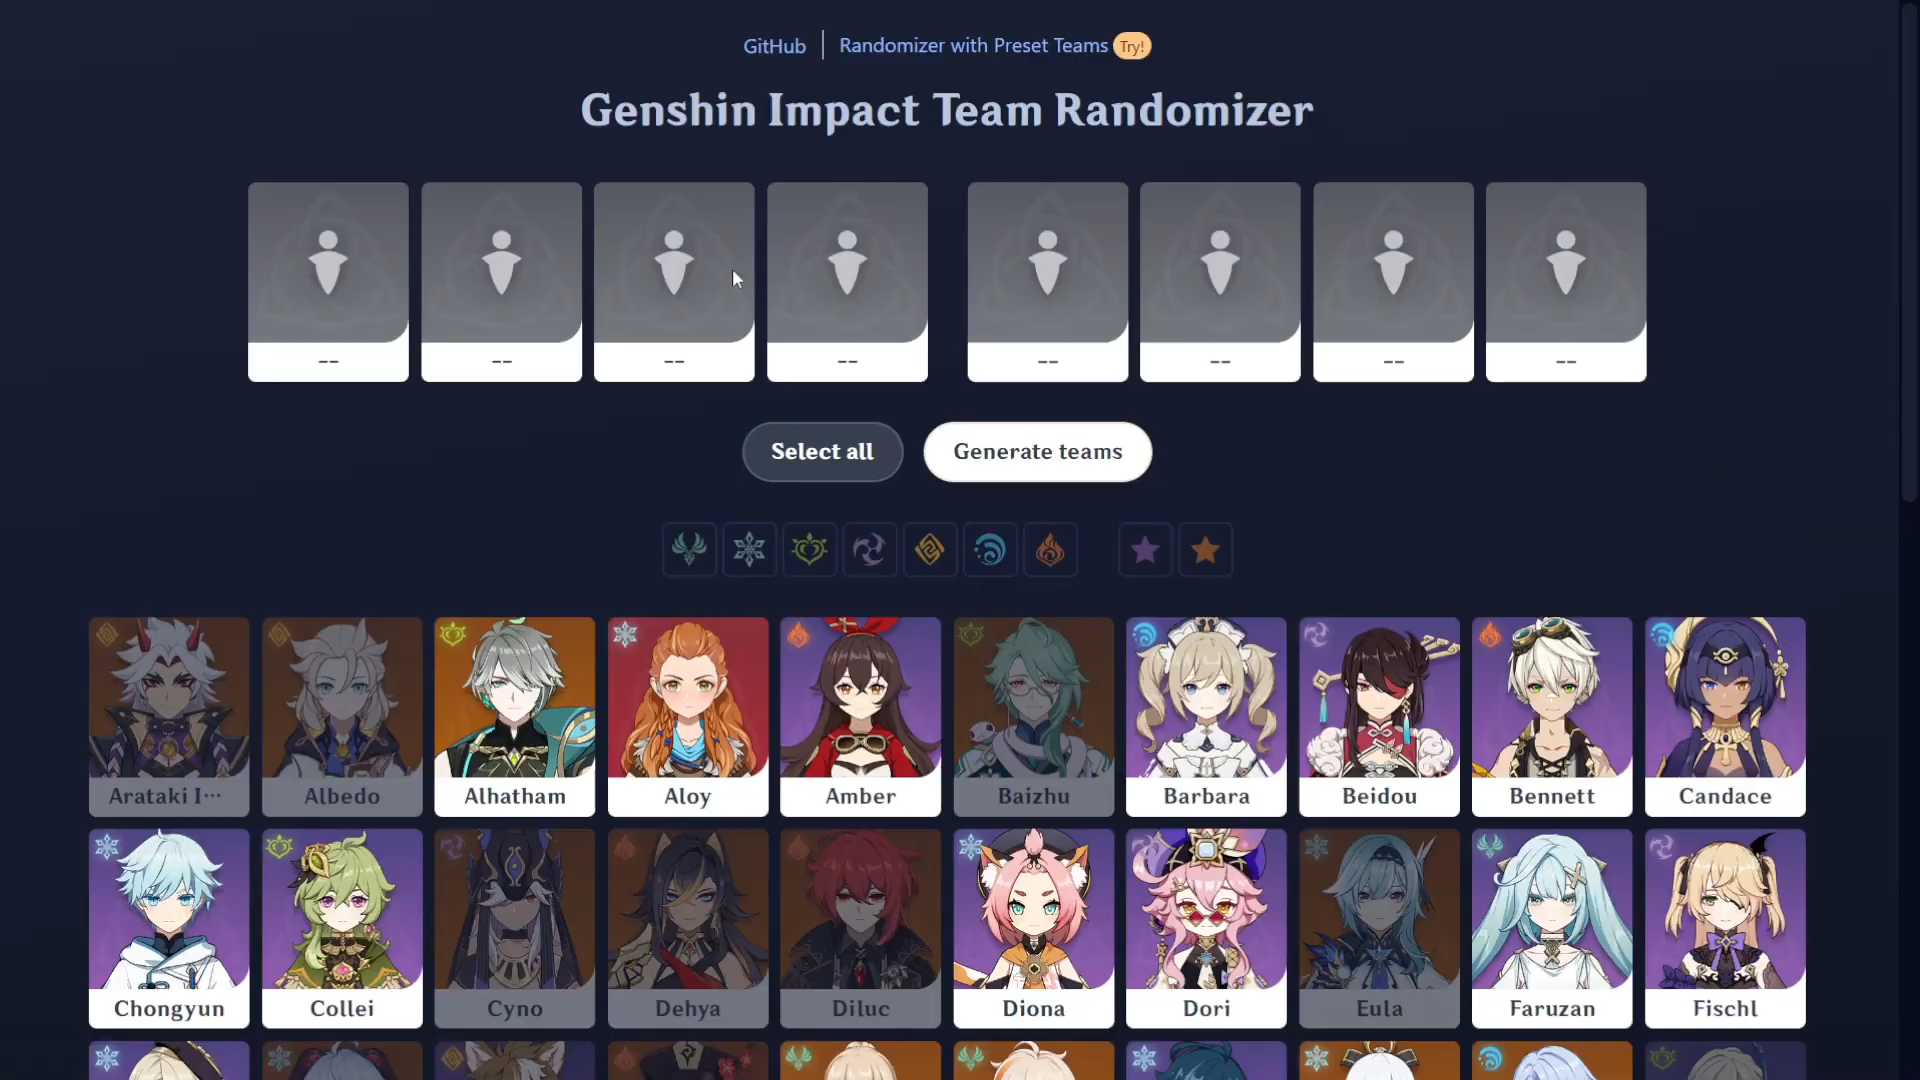 GitHub
Randomizer with Preset Teams Try!
Genshin Impact Team Randomizer
-- -- -- -- -- -- -- --
Select all
Generate teams
Arataki I··· Albedo Alhatham Aloy Amber Baizhu Barbara Beidou Bennett Candace
Chongyun Collei Cyno Dehya Diluc Diona Dori Eula Faruzan Fischl